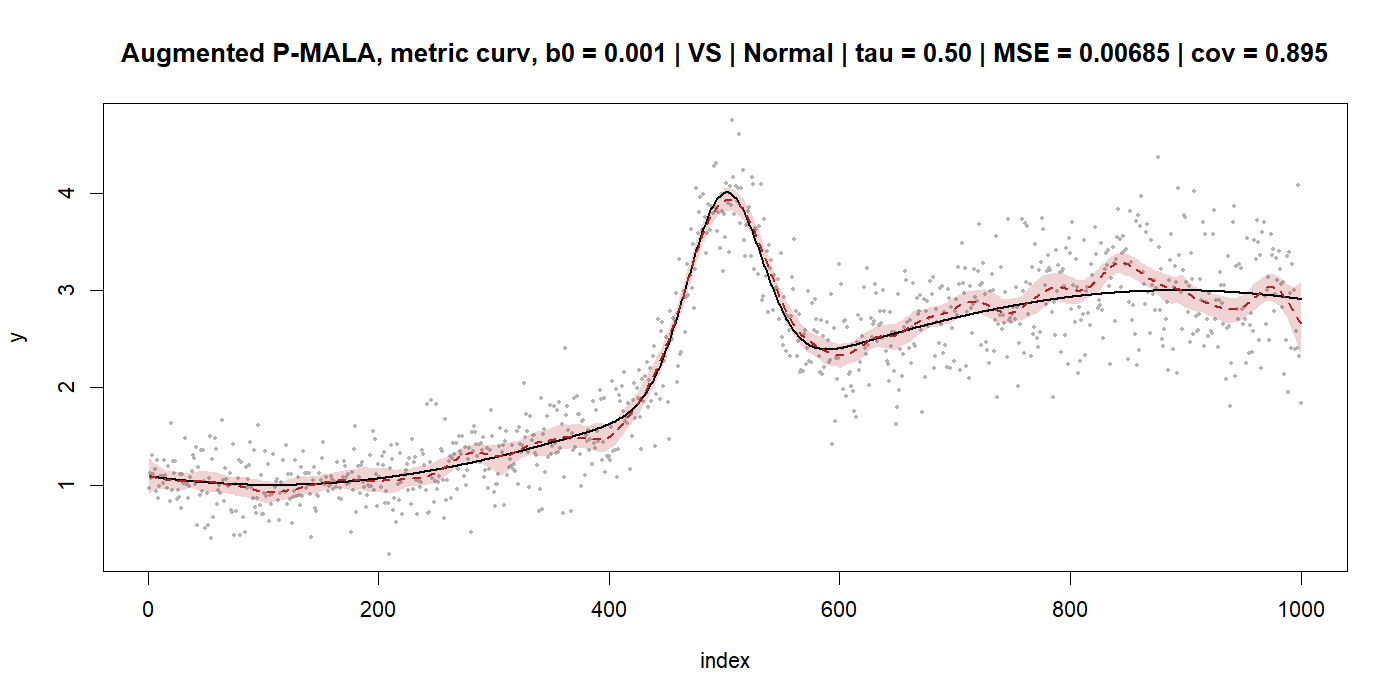 Augmented P-MALA, metric curv, b0 = 0.001 | VS | Normal | tau = 0.50 | MSE = 0.00685 | cov = 0.895
4
3
2
1
y
0 200 400 600 800 1000
index